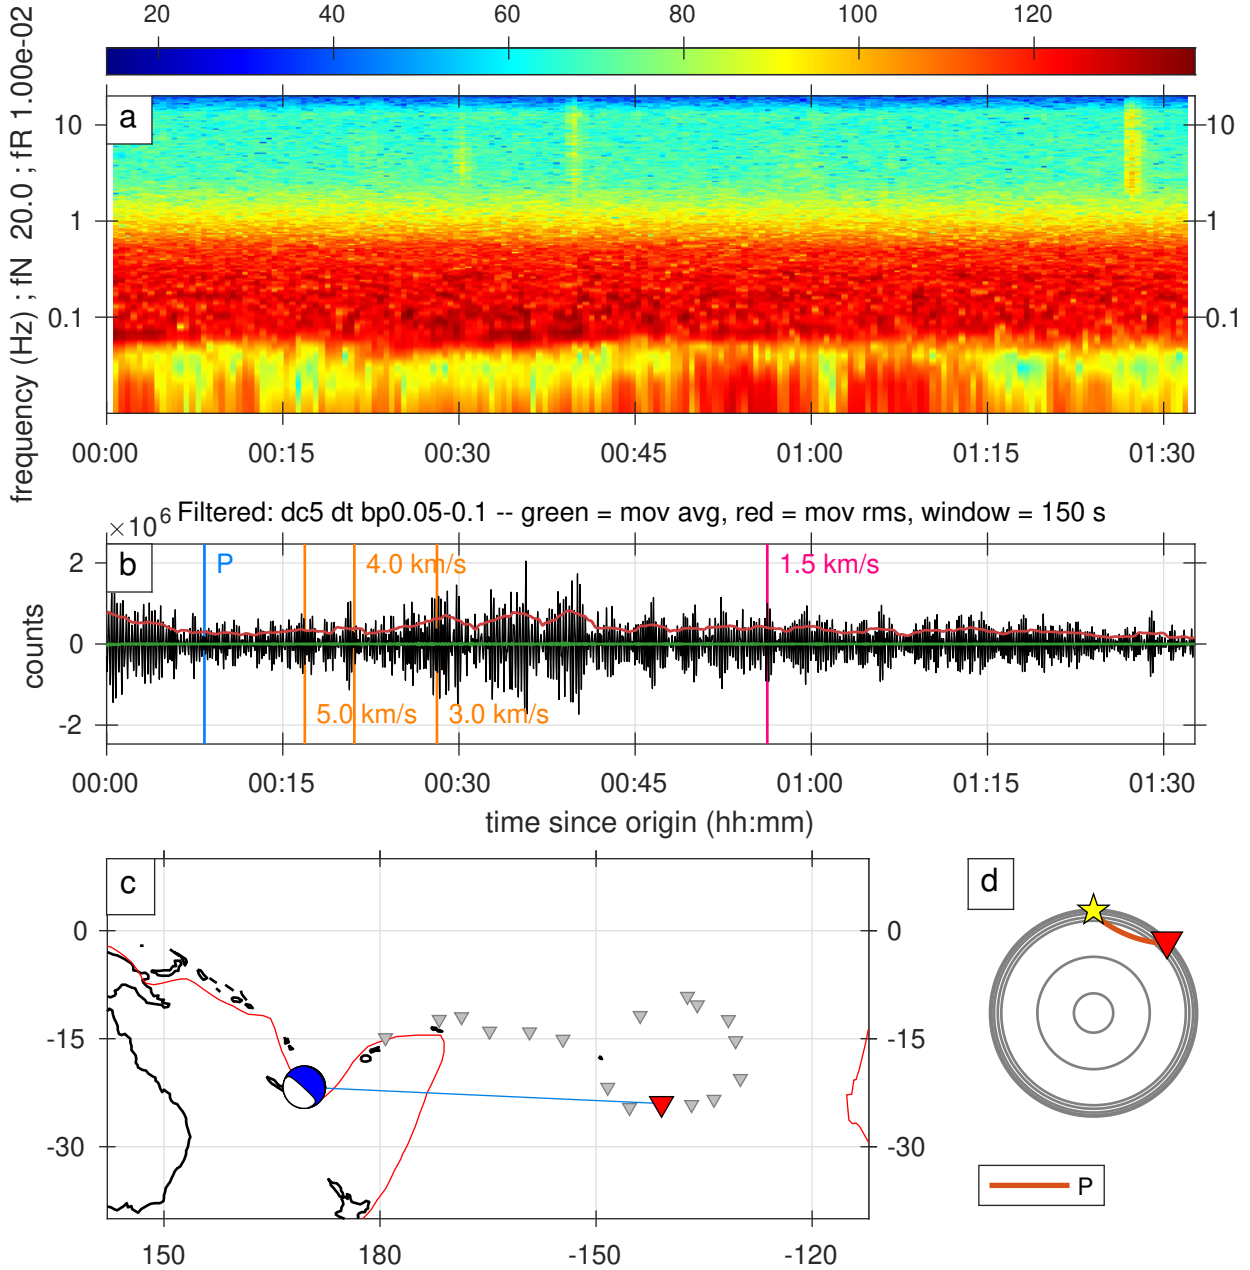 20 40 60 80 100 120
frequency (Hz) ; fN 20.0 ; fR 1.00e-02
a
10 10
1 1
0.1 0.1
00:00 00:15 00:30 00:45 01:00 01:15 01:30
×10^6 Filtered: dc5 dt bp0.05-0.1 -- green = mov avg, red = mov rms, window = 150 s
b
P 4.0 km/s 1.5 km/s
5.0 km/s 3.0 km/s
counts
2
0
-2
00:00 00:15 00:30 00:45 01:00 01:15 01:30
time since origin (hh:mm)
c
0 0
-15 -15
-30 -30
150 180 -150 -120
d
P